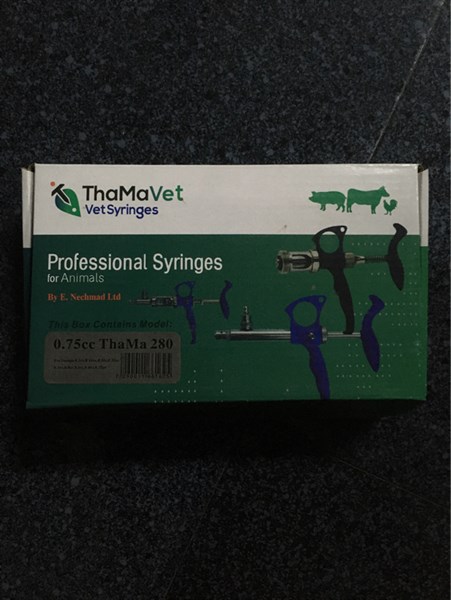 ThaMaVet
VetSyringes
Professional Syringes
for Animals
By E. Nechmad Ltd
This Box Contains Model:
0.75cc ThaMa 280